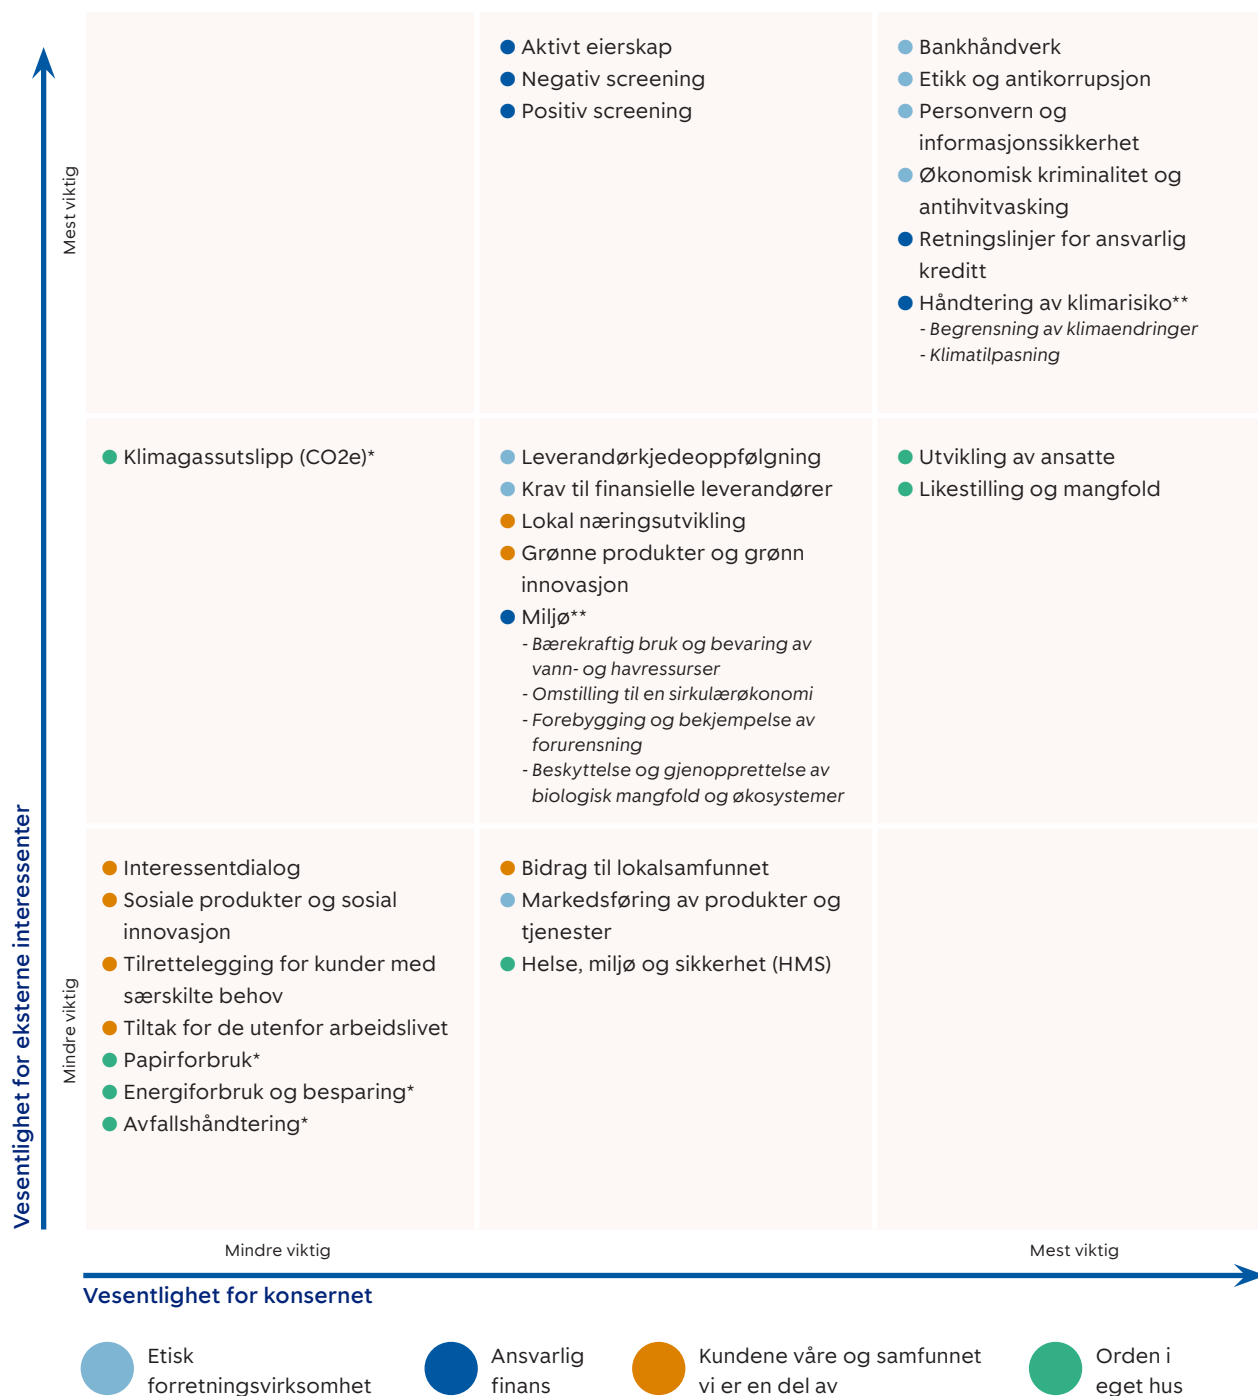 Vesentlighet for eksterne interessenter
Mest viktig
Mindre viktig
Aktivt eierskap
Negativ screening
Positiv screening
Bankhåndverk
Etikk og antikorrupsjon
Personvern og
informasjonssikkerhet
Økonomisk kriminalitet og
antihvitvasking
Retningslinjer for ansvarlig
kreditt
Håndtering av klimarisiko**
- Begrensning av klimaendringer
- Klimatilpasning
Klimagassutslipp (CO2e)*
Leverandørkjedeoppfølgning
Krav til finansielle leverandører
Lokal næringsutvikling
Grønne produkter og grønn
innovasjon
Miljø**
- Bærekraftig bruk og bevaring av
vann- og havressurser
- Omstilling til en sirkulærøkonomi
- Forebygging og bekjempelse av
forurensning
- Beskyttelse og gjenopprettelse av
biologisk mangfold og økosystemer
Utvikling av ansatte
Likestilling og mangfold
Interessentdialog
Sosiale produkter og sosial
innovasjon
Tilrettelegging for kunder med
særskilte behov
Tiltak for de utenfor arbeidslivet
Papirforbruk*
Energiforbruk og besparing*
Avfallshåndtering*
Bidrag til lokalsamfunnet
Markedsføring av produkter og
tjenester
Helse, miljø og sikkerhet (HMS)
Mindre viktig
Mest viktig
Vesentlighet for konsernet
Etisk
forretningsvirksomhet
Ansvarlig
finans
Kundene våre og samfunnet
vi er en del av
Orden i
eget hus